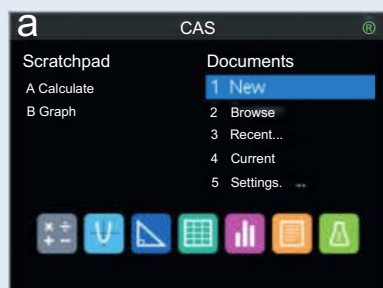 a
CAS
®
Scratchpad
A Calculate
B Graph
Documents
1 New
2 Browse
3 Recent...
4 Current
5 Settings. ..